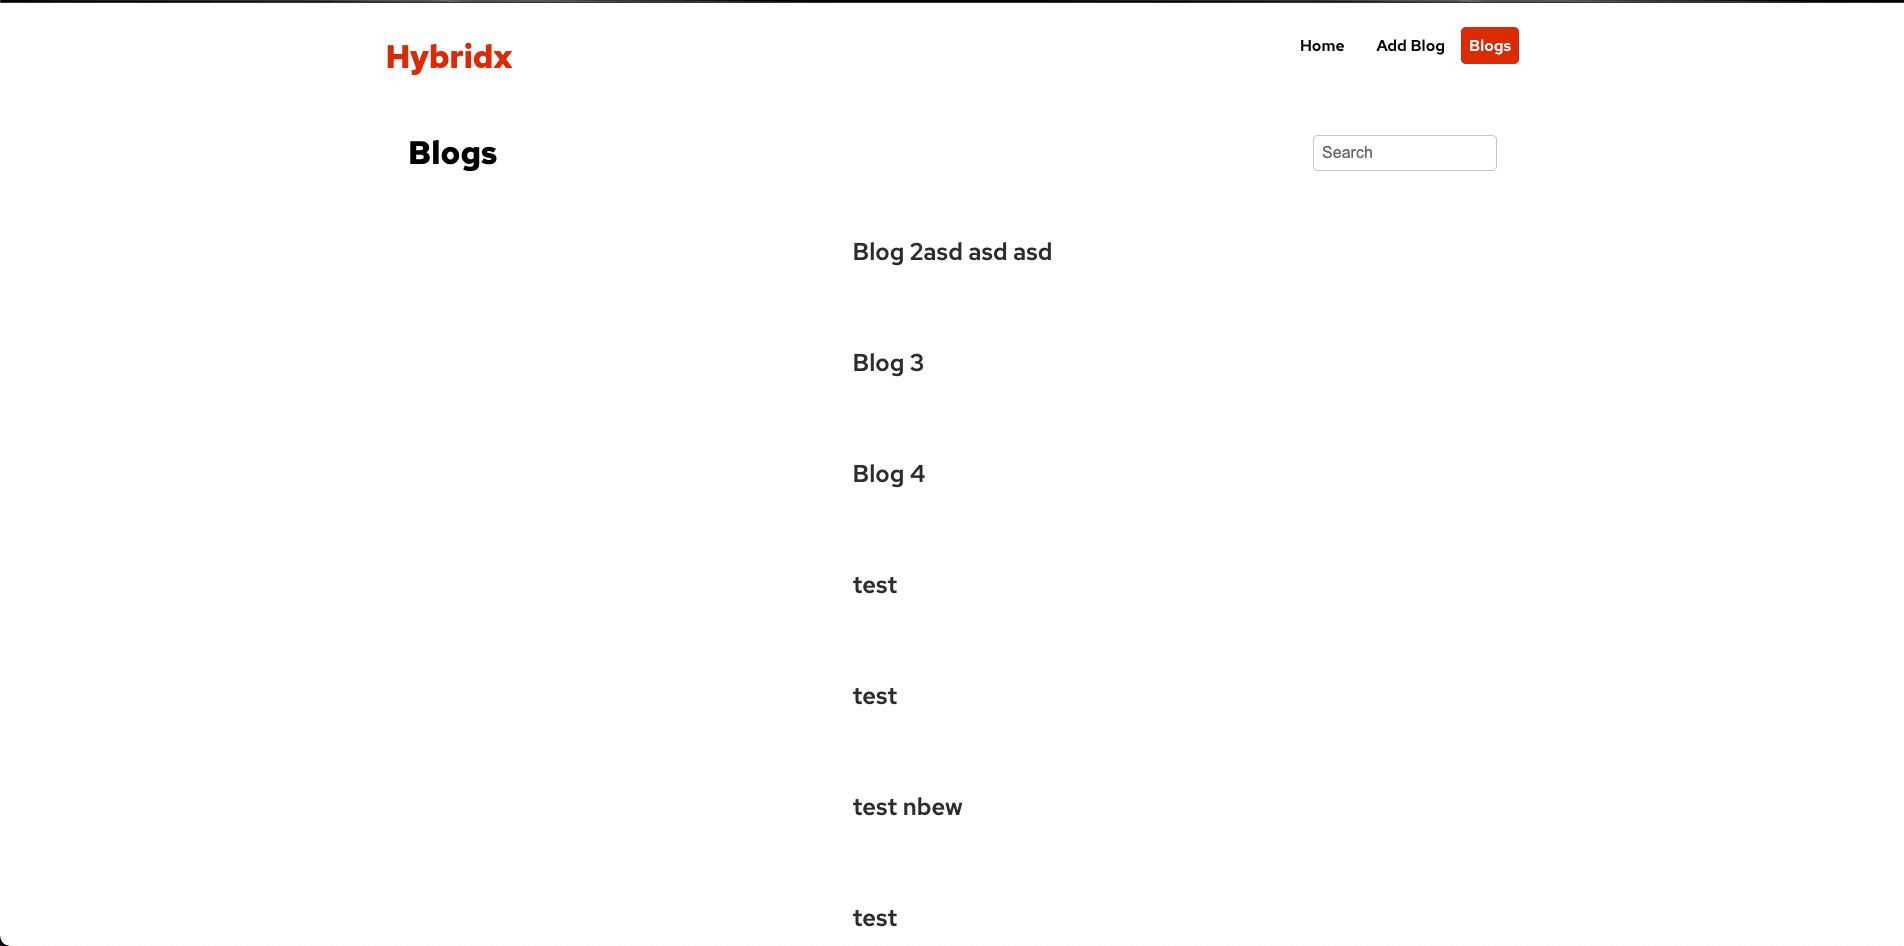 Hybridx
Home Add Blog Blogs
Blogs
Search
Blog 2asd asd asd
Blog 3
Blog 4
test
test
test nbew
test